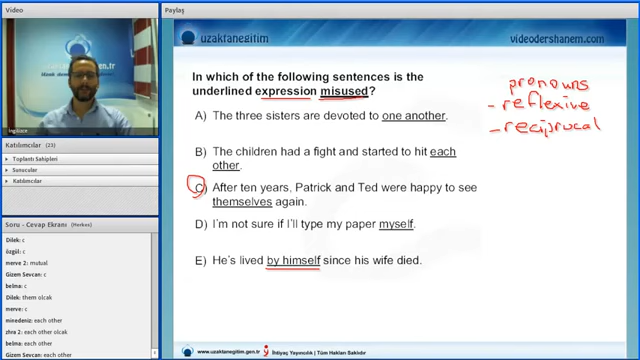 Video
Paylaş
uzaktanegitim
videodershanem.com
In which of the following sentences is the
underlined expression misused?
pronouns
- reflexive
- reciprocal
A) The three sisters are devoted to one another.
B) The children had a fight and started to hit each
other.
C) After ten years, Patrick and Ted were happy to see
themselves again.
D) I'm not sure if I'll type my paper myself.
E) He's lived by himself since his wife died.
İngilizce
Katılımcılar (23)
Toplantı Sahipleri
Sunucular
Katılımcılar
Soru - Cevap Ekranı (Herkes)
Dilek: c
özgül: c
merve 2: mutual
Gizem Sevcan: c
belma: c
Dilek: them olcak
merve: c
minedeniz: each other
zhra 2: each other olcak
belma: each other
Gizem Sevcan: each other
www.uzaktanegitim.com
İhtiyaç Yayıncılık | Tüm Hakları Saklıdır